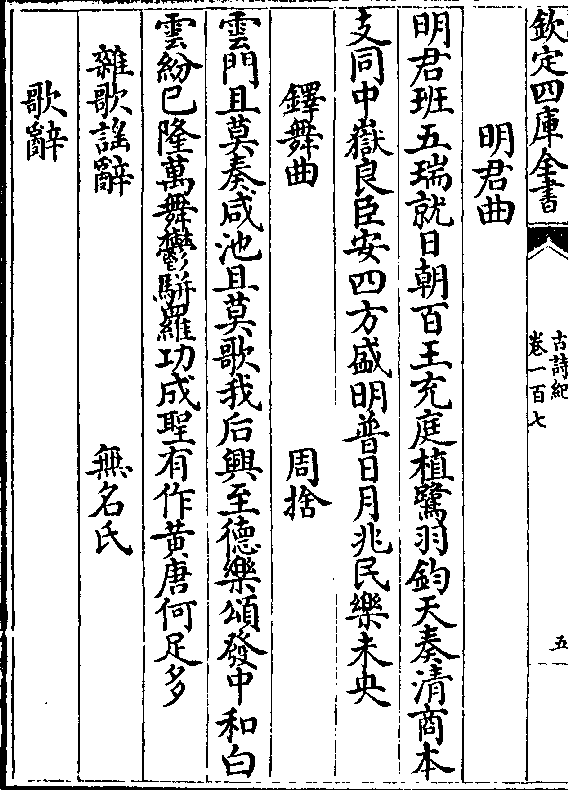 欽定四庫全書
古詩紀
卷一百七
五
明君曲
明君班五瑞就日朝百王充庭植鷺羽鈞天奏清商本
支同中嶽良臣安四方盛明普日月兆民樂未央
鐸舞曲 周捨
雲門且莫奏咸池且莫歌我后興至德樂頌發中和白
雲紛已隆萬舞鬱駢羅功成聖有作黄唐何足多
雜歌謡辭 無名氏
歌辭